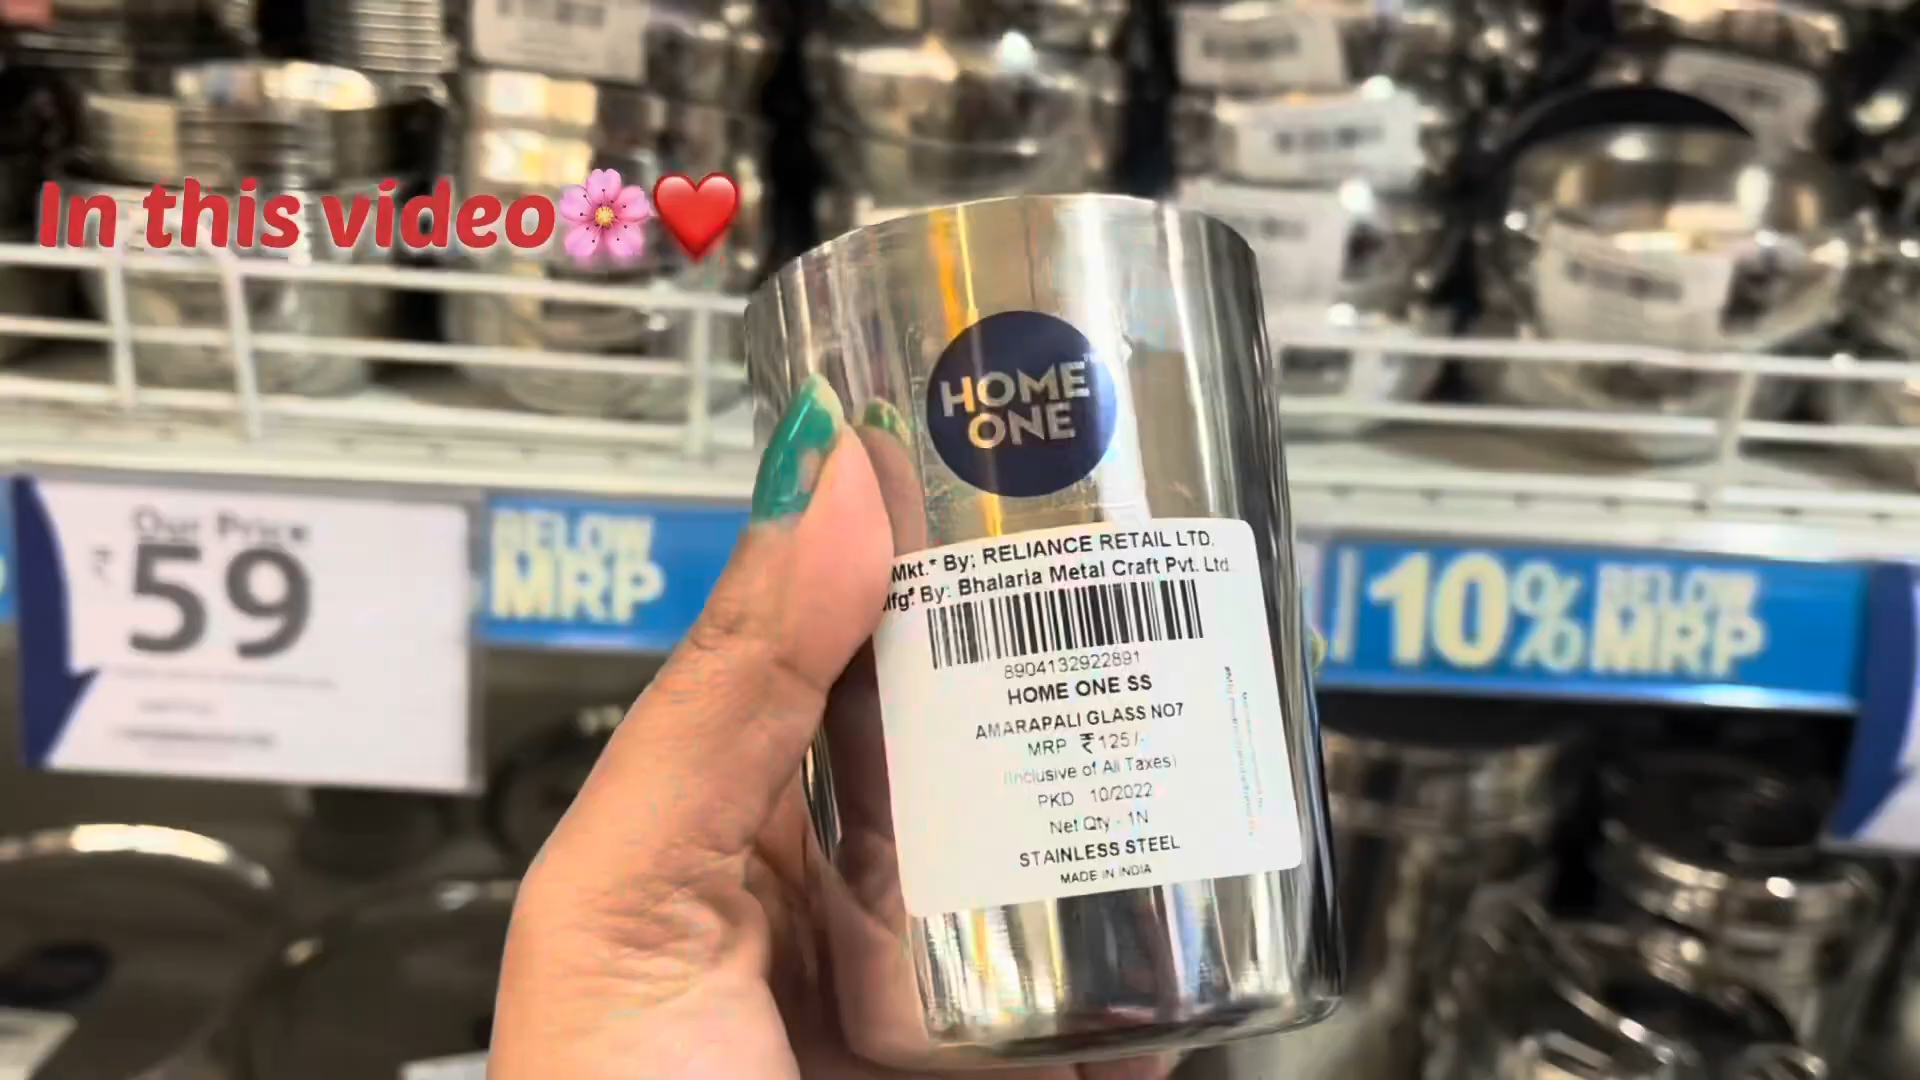 In this video🌸❤️
HOME
ONE
Mkt.* By: RELIANCE RETAIL LTD.
Mfg.* By: Bhalaria Metal Craft Pvt. Ltd.
8904132922891
HOME ONE SS
AMARAPALI GLASS NO7
MRP ₹125/-
(Inclusive of All Taxes)
PKD 10/2022
Net Qty - 1N
STAINLESS STEEL
MADE IN INDIA
Our Price
₹ 59
BELOW
MRP
10% BELOW
MRP